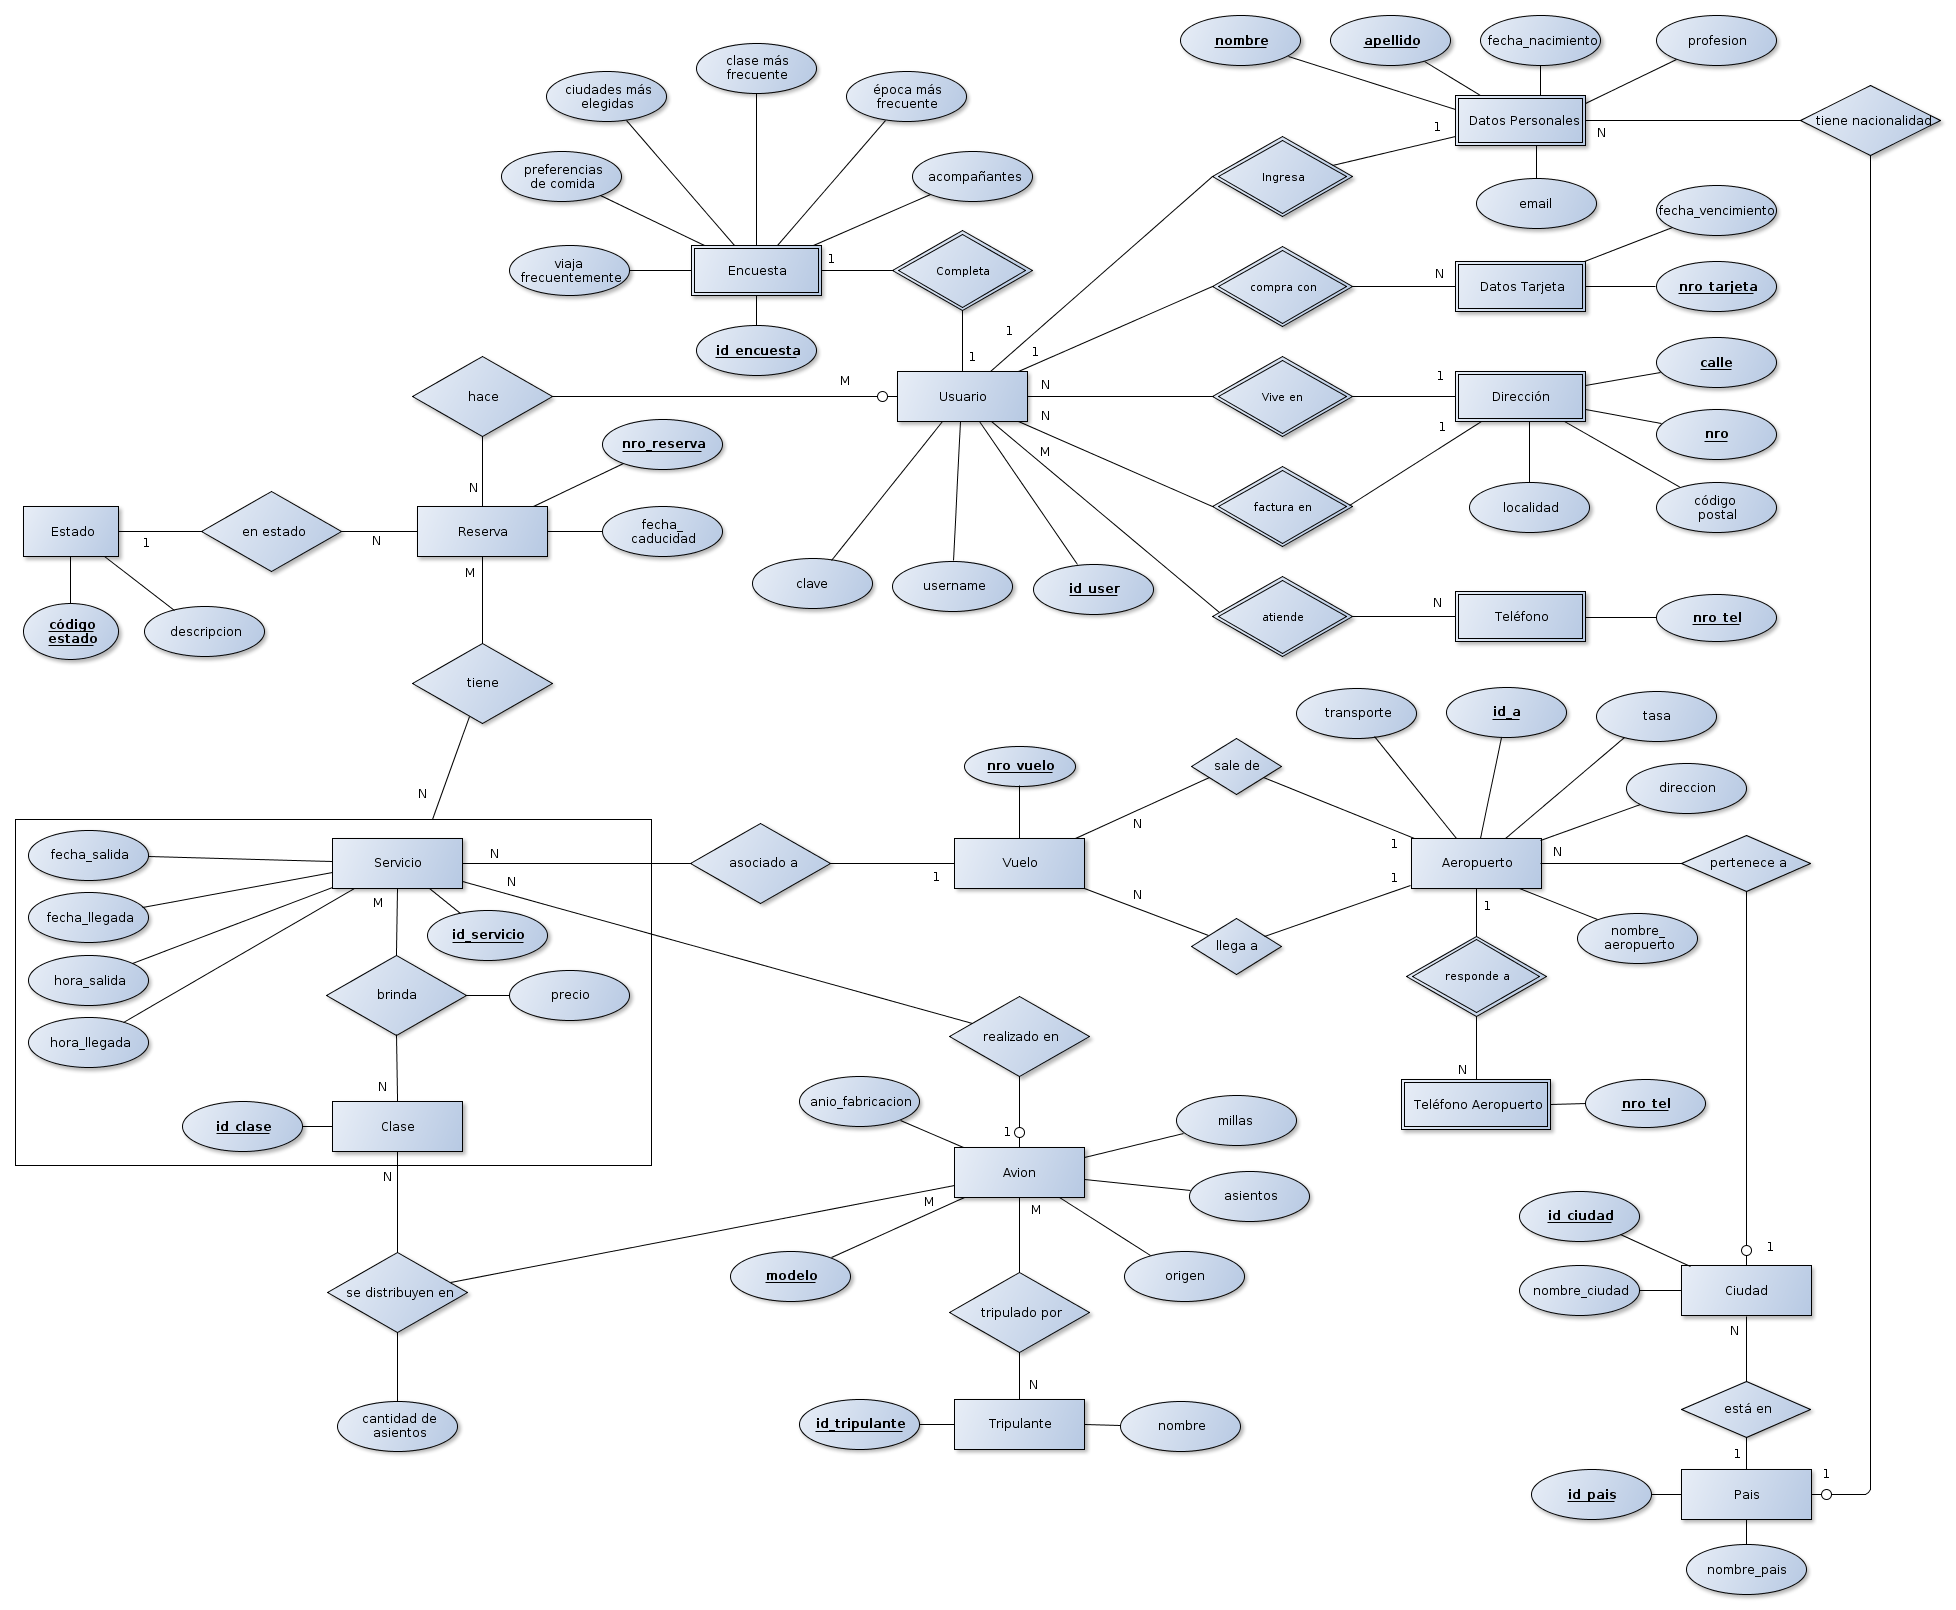 nombre
apellido
fecha_nacimiento
profesion
clase más
frecuente
ciudades más
elegidas
época más
frecuente
Datos Personales
1
N
tiene nacionalidad
preferencias
de comida
acompañantes
Ingresa
email
fecha_vencimiento
viaja
frecuentemente
Encuesta
1
Completa
compra con
N
Datos Tarjeta
nro_tarjeta
id_encuesta
1
1
1
calle
hace
M
Usuario
N
Vive en
1
Dirección
N
1
nro
nro_reserva
M
N
factura en
localidad
código
postal
Estado
1
en estado
N
Reserva
fecha_
caducidad
M
clave
username
id_user
código
estado
descripcion
atiende
N
Teléfono
nro_tel
tiene
N
transporte
id_a
tasa
nro_vuelo
sale de
direccion
N
fecha_salida
Servicio
N
asociado a
1
Vuelo
1
Aeropuerto
N
pertenece a
N
1
fecha_llegada
M
id_servicio
N
llega a
1
nombre_
aeropuerto
hora_salida
brinda
precio
responde a
hora_llegada
realizado en
N
N
anio_fabricacion
1
millas
Teléfono Aeropuerto
nro_tel
id_clase
Clase
N
Avion
asientos
M
M
id_ciudad
1
modelo
origen
nombre_ciudad
Ciudad
se distribuyen en
tripulado por
N
N
cantidad de
asientos
id_tripulante
Tripulante
nombre
está en
1
1
id_pais
Pais
nombre_pais